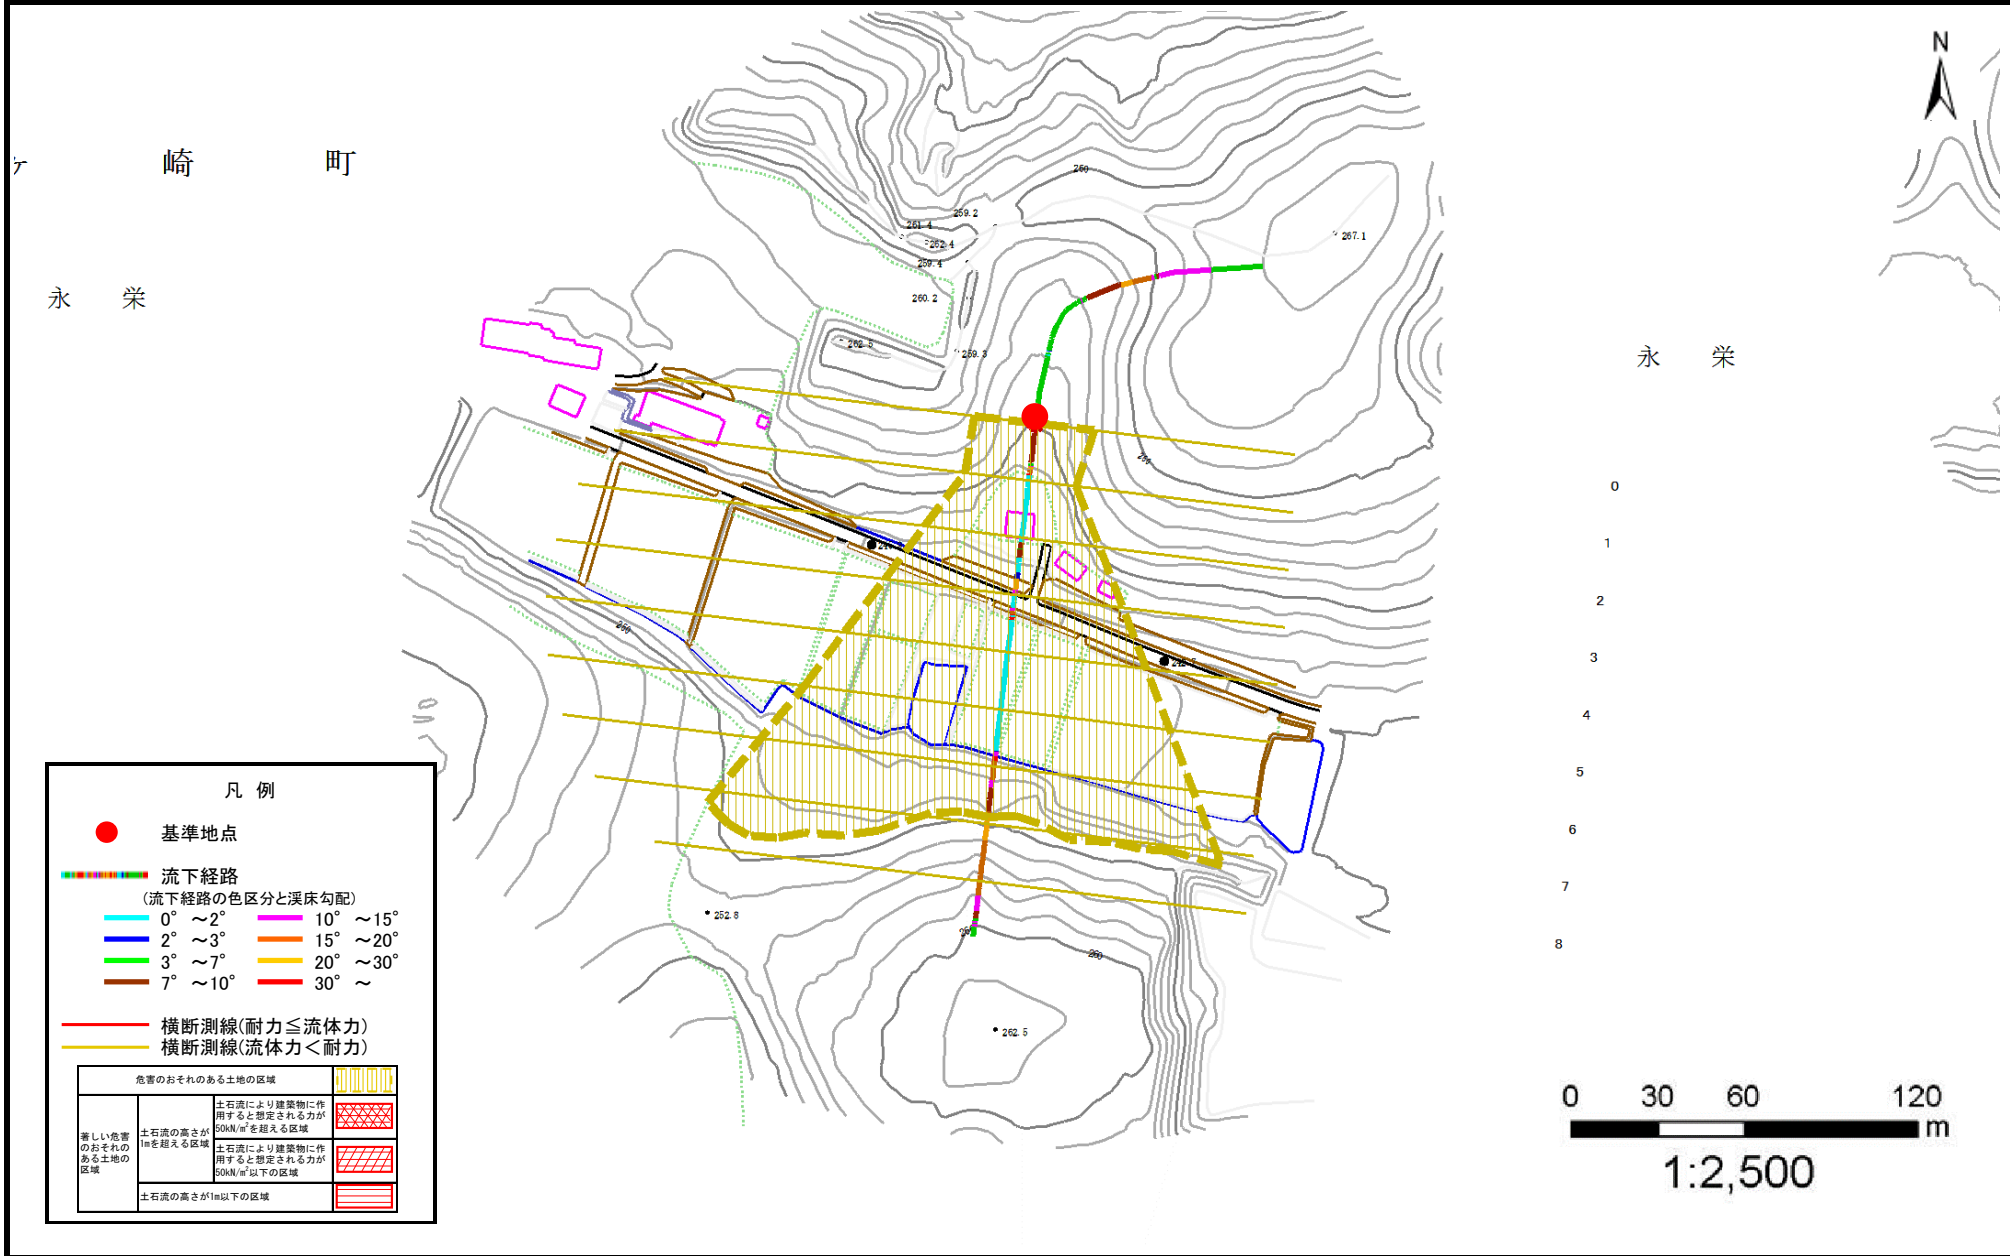 N
ヶ 崎 町
250
259.2
261.4
262.4
267.1
259.4
260.2
永 栄
262.5
259.3
永 栄
250
0
1
2
250
3
4
5
6
7
8
252.8
260
262.5
凡 例
基準地点
流下経路
(流下経路の色区分と渓床勾配)
0° ～2° 10° ～15°
2° ～3° 15° ～20°
3° ～7° 20° ～30°
7° ～10° 30° ～
横断測線(耐力≦流体力)
横断測線(流体力＜耐力)
危害のおそれのある土地の区域
著しい危害
のおそれの
ある土地の
区域
土石流の高さが
1mを超える区域
土石流により建築物に作
用すると想定される力が
50kN/m²を超える区域
土石流により建築物に作
用すると想定される力が
50kN/m²以下の区域
土石流の高さが1m以下の区域
0 30 60 120
m
1:2,500